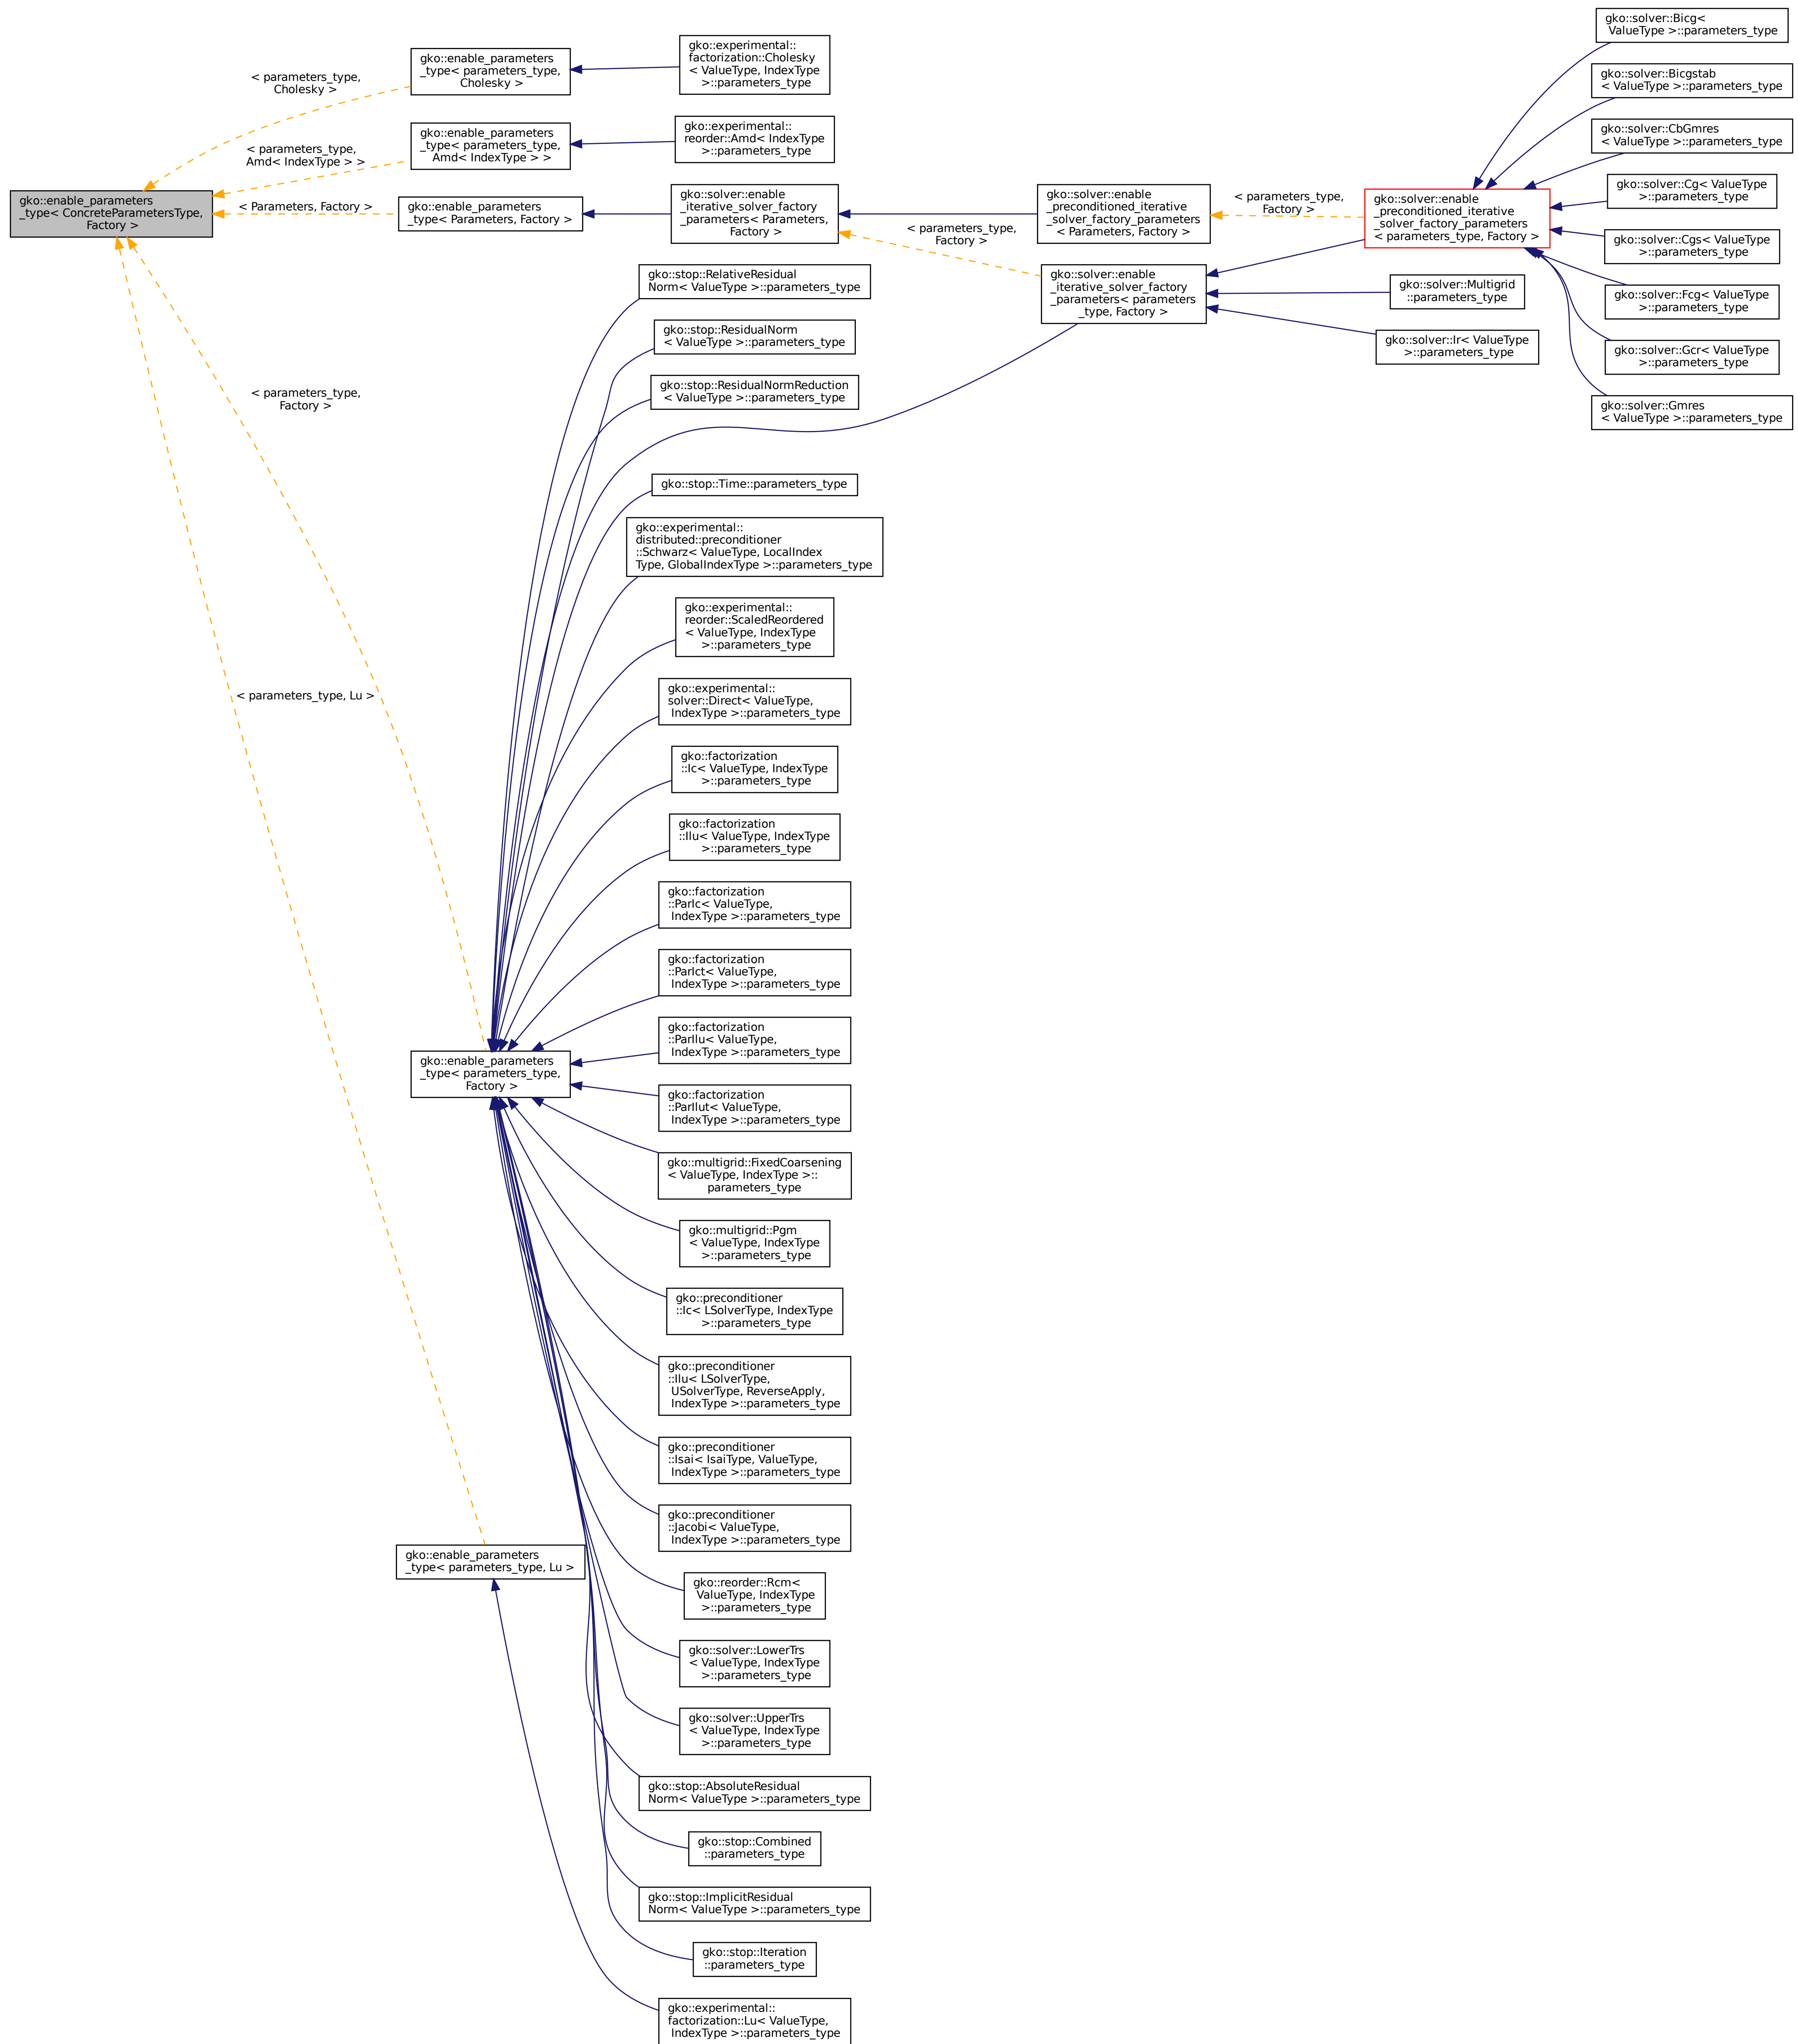 gko::enable_parameters
_type< ConcreteParametersType,
Factory >
< parameters_type,
Cholesky >
< parameters_type,
Amd< IndexType > >
< Parameters, Factory >
< parameters_type,
Factory >
< parameters_type, Lu >
gko::enable_parameters
_type< parameters_type,
Cholesky >
gko::enable_parameters
_type< parameters_type,
Amd< IndexType > >
gko::enable_parameters
_type< Parameters, Factory >
gko::enable_parameters
_type< parameters_type,
Factory >
gko::enable_parameters
_type< parameters_type, Lu >
gko::experimental::
factorization::Cholesky
< ValueType, IndexType
>::parameters_type
gko::experimental::
reorder::Amd< IndexType
>::parameters_type
gko::solver::enable
_iterative_solver_factory
_parameters< Parameters,
Factory >
gko::stop::RelativeResidual
Norm< ValueType >::parameters_type
gko::stop::ResidualNorm
< ValueType >::parameters_type
gko::stop::ResidualNormReduction
< ValueType >::parameters_type
gko::stop::Time::parameters_type
gko::experimental::
distributed::preconditioner
::Schwarz< ValueType, LocalIndex
Type, GlobalIndexType >::parameters_type
gko::experimental::
reorder::ScaledReordered
< ValueType, IndexType
>::parameters_type
gko::experimental::
solver::Direct< ValueType,
IndexType >::parameters_type
gko::factorization
::Ic< ValueType, IndexType
>::parameters_type
gko::factorization
::Ilu< ValueType, IndexType
>::parameters_type
gko::factorization
::ParIc< ValueType,
IndexType >::parameters_type
gko::factorization
::ParIct< ValueType,
IndexType >::parameters_type
gko::factorization
::ParIlu< ValueType,
IndexType >::parameters_type
gko::factorization
::ParIlut< ValueType,
IndexType >::parameters_type
gko::multigrid::FixedCoarsening
< ValueType, IndexType >::
parameters_type
gko::multigrid::Pgm
< ValueType, IndexType
>::parameters_type
gko::preconditioner
::Ic< LSolverType, IndexType
>::parameters_type
gko::preconditioner
::Ilu< LSolverType,
USolverType, ReverseApply,
IndexType >::parameters_type
gko::preconditioner
::Isai< IsaiType, ValueType,
IndexType >::parameters_type
gko::preconditioner
::Jacobi< ValueType,
IndexType >::parameters_type
gko::reorder::Rcm<
ValueType, IndexType
>::parameters_type
gko::solver::LowerTrs
< ValueType, IndexType
>::parameters_type
gko::solver::UpperTrs
< ValueType, IndexType
>::parameters_type
gko::stop::AbsoluteResidual
Norm< ValueType >::parameters_type
gko::stop::Combined
::parameters_type
gko::stop::ImplicitResidual
Norm< ValueType >::parameters_type
gko::stop::Iteration
::parameters_type
gko::experimental::
factorization::Lu< ValueType,
IndexType >::parameters_type
< parameters_type,
Factory >
gko::solver::enable
_preconditioned_iterative
_solver_factory_parameters
< Parameters, Factory >
gko::solver::enable
_iterative_solver_factory
_parameters< parameters
_type, Factory >
< parameters_type,
Factory >
gko::solver::enable
_preconditioned_iterative
_solver_factory_parameters
< parameters_type, Factory >
gko::solver::Multigrid
::parameters_type
gko::solver::Ir< ValueType
>::parameters_type
gko::solver::Bicg<
ValueType >::parameters_type
gko::solver::Bicgstab
< ValueType >::parameters_type
gko::solver::CbGmres
< ValueType >::parameters_type
gko::solver::Cg< ValueType
>::parameters_type
gko::solver::Cgs< ValueType
>::parameters_type
gko::solver::Fcg< ValueType
>::parameters_type
gko::solver::Gcr< ValueType
>::parameters_type
gko::solver::Gmres
< ValueType >::parameters_type